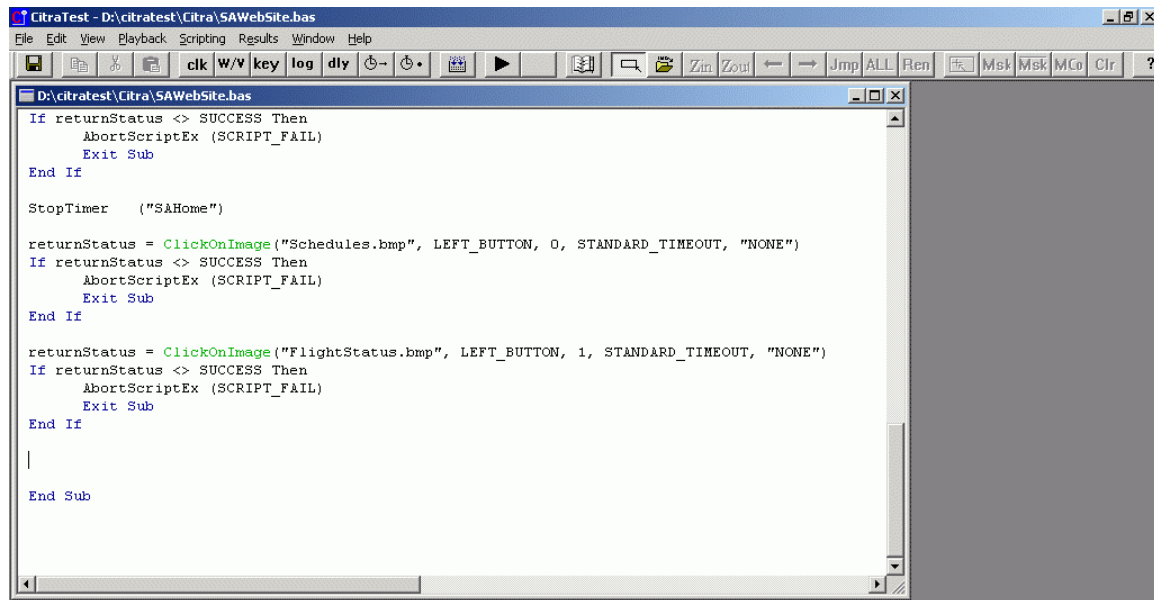 CitraTest - D:\citratest\Citra\SAWebSite.bas
File Edit View Playback Scripting Results Window Help
clk W/V key log dly Zin Zout Jmp ALL Ren Msk Msk MCo Clr ?
D:\citratest\Citra\SAWebSite.bas
If returnStatus <> SUCCESS Then
AbortScriptEx (SCRIPT_FAIL)
Exit Sub
End If
StopTimer ("SAHome")
returnStatus = ClickOnImage("Schedules.bmp", LEFT_BUTTON, 0, STANDARD_TIMEOUT, "NONE")
If returnStatus <> SUCCESS Then
AbortScriptEx (SCRIPT_FAIL)
Exit Sub
End If
returnStatus = ClickOnImage("FlightStatus.bmp", LEFT_BUTTON, 1, STANDARD_TIMEOUT, "NONE")
If returnStatus <> SUCCESS Then
AbortScriptEx (SCRIPT_FAIL)
Exit Sub
End If
End Sub